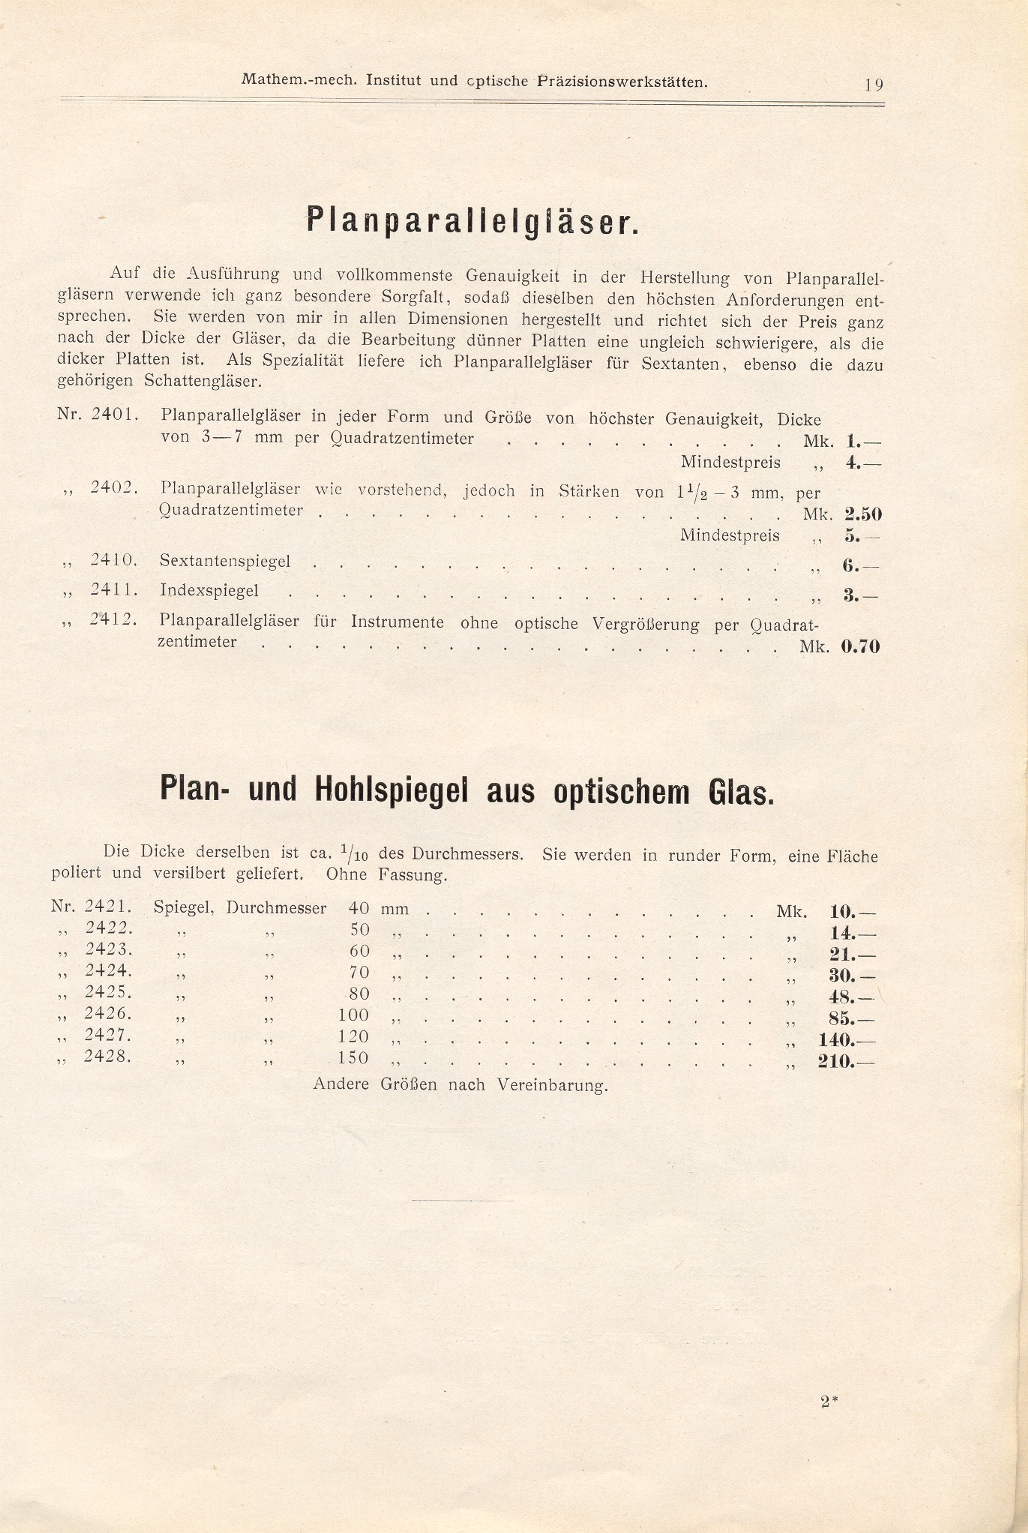 Mathem.-mech. Institut und optische Präzisionswerkstätten. 19
Planparallelgläser.
Auf die Ausführung und vollkommenste Genauigkeit in der Herstellung von Planparallel-
gläsern verwende ich ganz besondere Sorgfalt, sodaß dieselben den höchsten Anforderungen ent-
sprechen. Sie werden von mir in allen Dimensionen hergestellt und richtet sich der Preis ganz
nach der Dicke der Gläser, da die Bearbeitung dünner Platten eine ungleich schwierigere, als die
dicker Platten ist. Als Spezialität liefere ich Planparallelgläser für Sextanten, ebenso die dazu
gehörigen Schattengläser.
Nr. 2401. Planparallelgläser in jeder Form und Größe von höchster Genauigkeit, Dicke
von 3—7 mm per Quadratzentimeter . . . . . . . . . . . Mk. 1.—
Mindestpreis ,, 4.—
,, 2402. Planparallelgläser wie vorstehend, jedoch in Stärken von 1 1/2 – 3 mm, per
Quadratzentimeter . . . . . . . . . . . . . . . . . . Mk. 2.50
Mindestpreis ,, 5.—
,, 2410. Sextantenspiegel . . . . . . . . . . . . . . . . . . ,, 6.—
,, 2411. Indexspiegel . . . . . . . . . . . . . . . . . . . ,, 3.—
,, 2412. Planparallelgläser für Instrumente ohne optische Vergrößerung per Quadrat-
zentimeter . . . . . . . . . . . . . . . . . . . . Mk. 0.70
Plan- und Hohlspiegel aus optischem Glas.
Die Dicke derselben ist ca. 1/10 des Durchmessers. Sie werden in runder Form, eine Fläche
poliert und versilbert geliefert. Ohne Fassung.
Nr. 2421. Spiegel, Durchmesser 40 mm . . . . . . . . . . . . . Mk. 10.—
,, 2422. ,, ,, 50 ,, . . . . . . . . . . . . . ,, 14.—
,, 2423. ,, ,, 60 ,, . . . . . . . . . . . . . ,, 21.—
,, 2424. ,, ,, 70 ,, . . . . . . . . . . . . . ,, 30.—
,, 2425. ,, ,, 80 ,, . . . . . . . . . . . . . ,, 48.—
,, 2426. ,, ,, 100 ,, . . . . . . . . . . . . . ,, 85.—
,, 2427. ,, ,, 120 ,, . . . . . . . . . . . . . ,, 140.—
,, 2428. ,, ,, 150 ,, . . . . . . . . . . . . . ,, 210.—
Andere Größen nach Vereinbarung.
2*